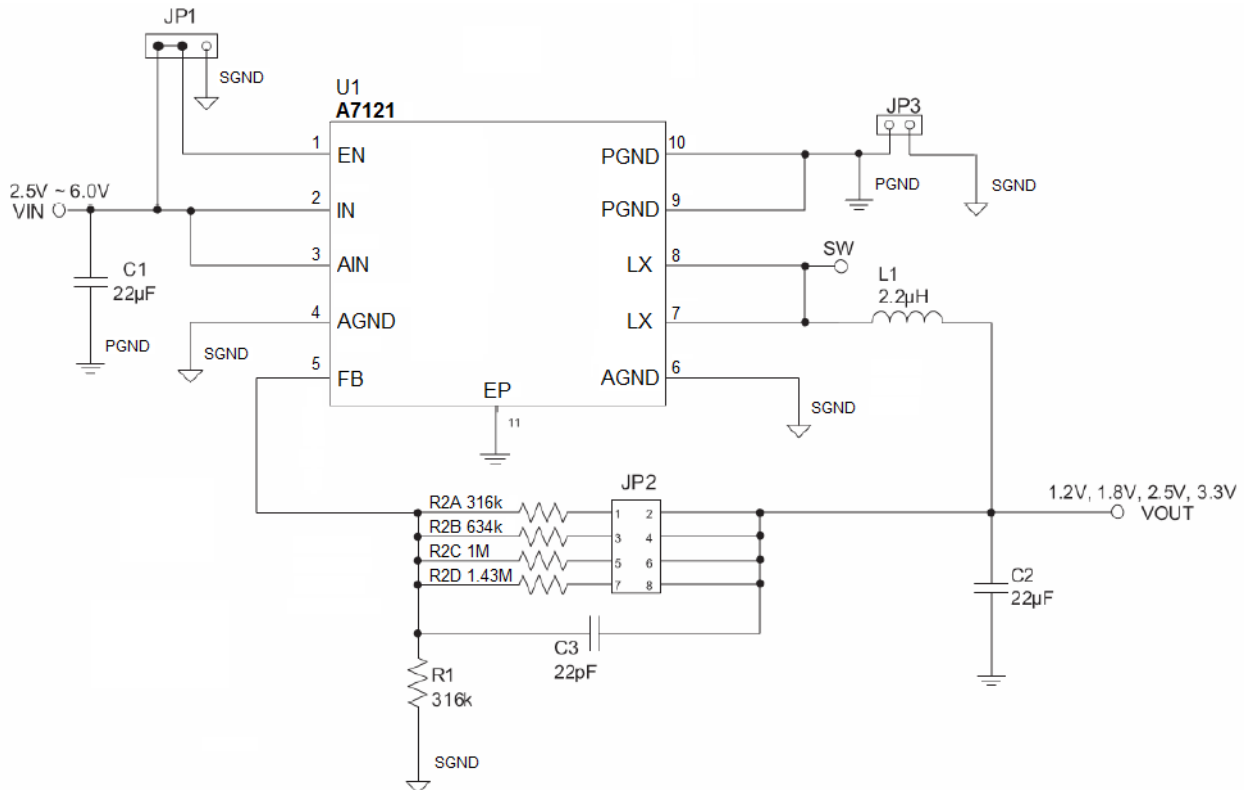 JP1
SGND
U1
A7121
JP3
1 EN
PGND 10
PGND
SGND
2.5V ~ 6.0V
VIN
2 IN
PGND 9
3 AIN
LX 8
SW
C1
22µF
L1
2.2µH
4 AGND
LX 7
PGND
SGND
5 FB
AGND 6
EP
11
SGND
JP2
R2A 316k
1 2
R2B 634k
3 4
R2C 1M
5 6
R2D 1.43M
7 8
1.2V, 1.8V, 2.5V, 3.3V
VOUT
C2
22µF
C3
22pF
R1
316k
SGND